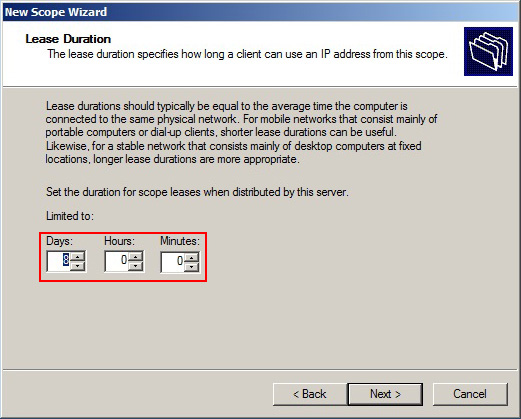 New Scope Wizard
Lease Duration
The lease duration specifies how long a client can use an IP address from this scope.
Lease durations should typically be equal to the average time the computer is
connected to the same physical network. For mobile networks that consist mainly of
portable computers or dial-up clients, shorter lease durations can be useful.
Likewise, for a stable network that consists mainly of desktop computers at fixed
locations, longer lease durations are more appropriate.
Set the duration for scope leases when distributed by this server.
Limited to:
Days: Hours: Minutes:
8 0 0
< Back Next > Cancel